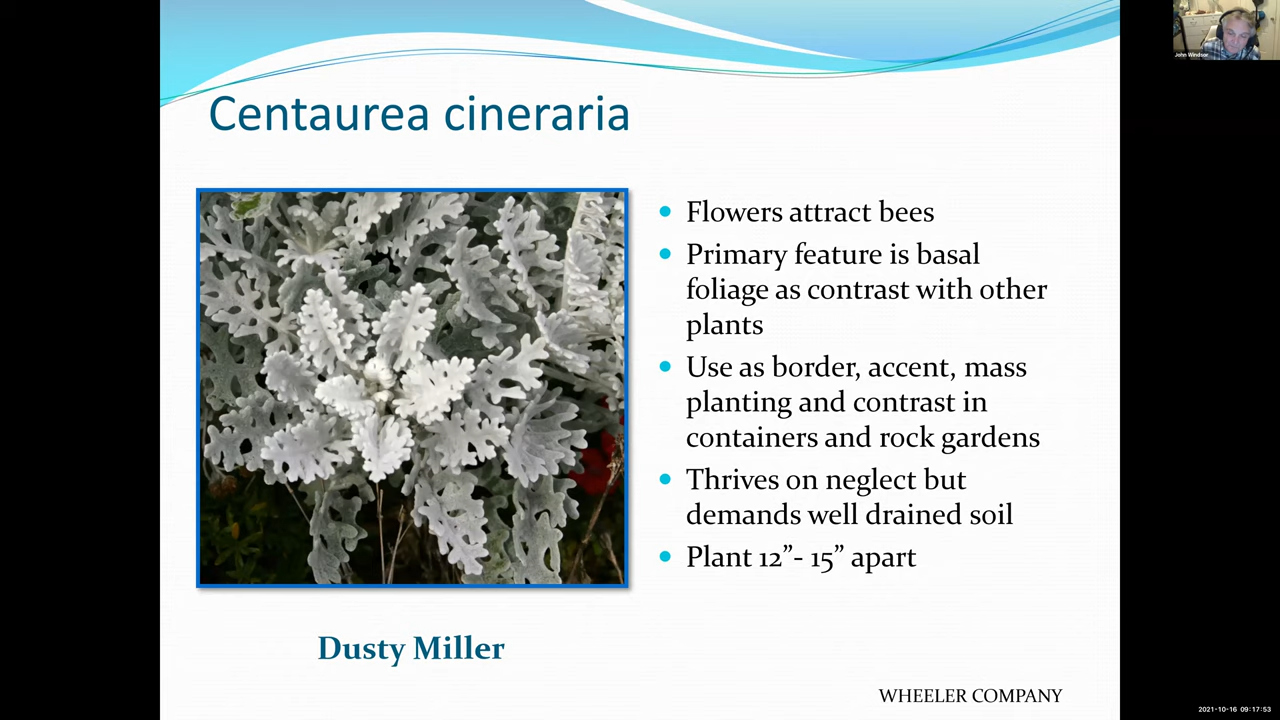 John Windsor
Centaurea cineraria
Flowers attract bees
Primary feature is basal
foliage as contrast with other
plants
Use as border, accent, mass
planting and contrast in
containers and rock gardens
Thrives on neglect but
demands well drained soil
Plant 12”- 15” apart
Dusty Miller
WHEELER COMPANY
2021-10-16 09:17:53